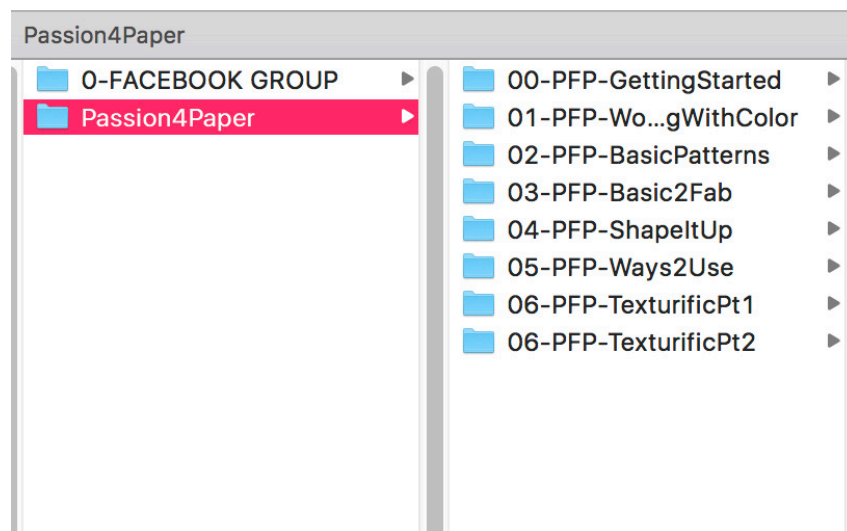 Passion4Paper
0-FACEBOOK GROUP
Passion4Paper
00-PFP-GettingStarted
01-PFP-Wo...gWithColor
02-PFP-BasicPatterns
03-PFP-Basic2Fab
04-PFP-ShapeItUp
05-PFP-Ways2Use
06-PFP-TexturificPt1
06-PFP-TexturificPt2